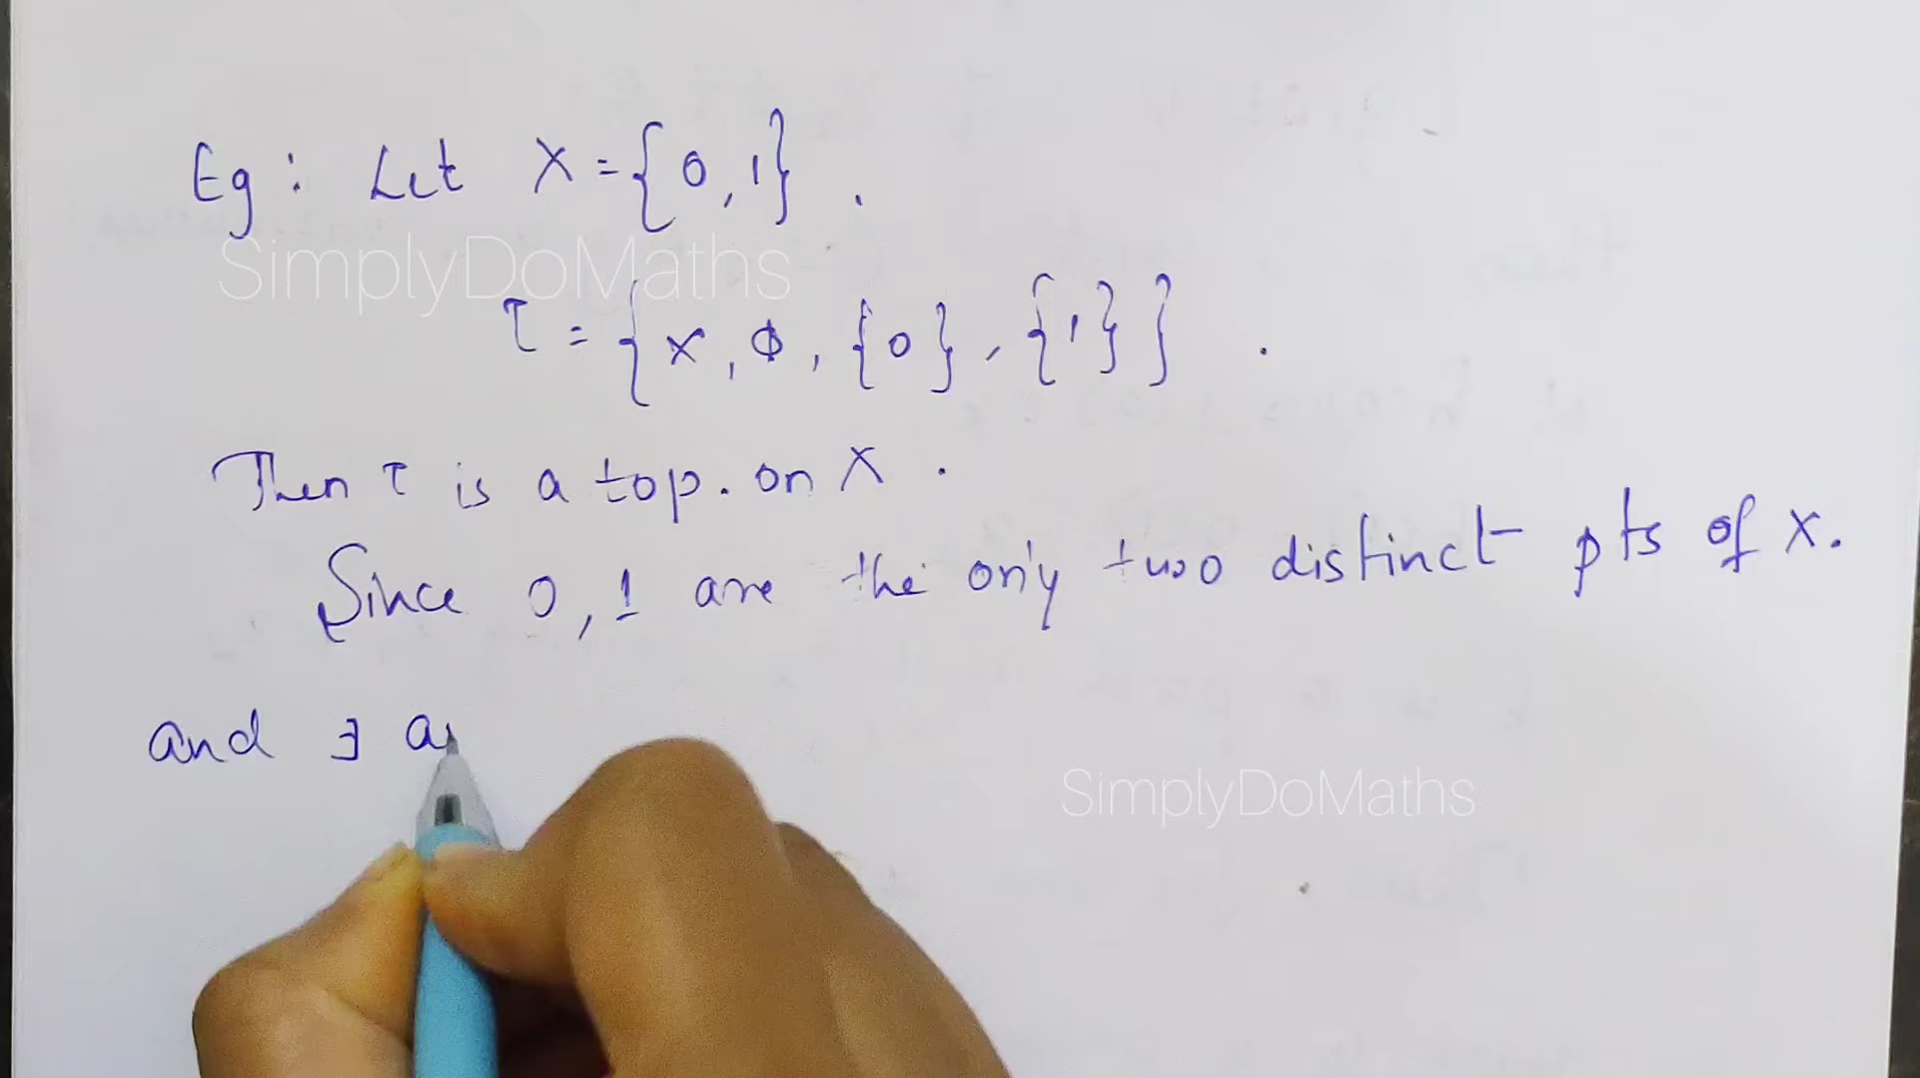 Eg : Let X = {0, 1} .
SimplyDoMaths
τ = {X, φ, {0}, {1}} .
Then τ is a top. on X .
Since 0, 1 are the only two distinct pts of X.
and ∃ a
SimplyDoMaths